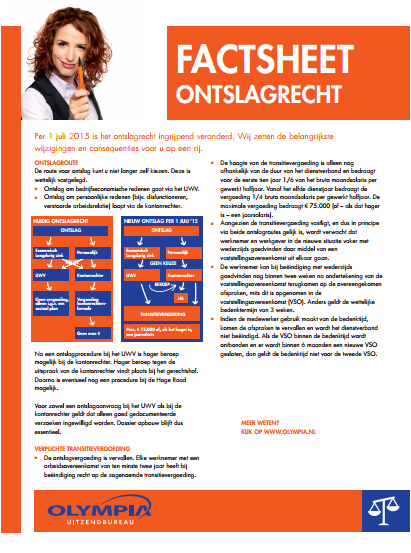 FACTSHEET
ONTSLAGRECHT
Per 1 juli 2015 is het ontslagrecht ingrijpend veranderd. Wij zetten de belangrijkste
wijzigingen en consequenties voor u op een rij.
ONTSLAGROUTE
De route voor ontslag kunt u niet langer zelf kiezen. Deze is
wettelijk vastgelegd.
• Ontslag om bedrijfseconomische redenen gaat via het UWV.
• Ontslag om persoonlijke redenen (bijv. disfunctioneren,
verstoorde arbeidsrelatie) loopt via de kantonrechter.
HUIDIG ONTSLAGRECHT
ONTSLAG
Economisch
Langdurig ziek
Persoonlijk
UWV
Kantonrechter
Geen vergoeding,
sociaal plan
Vergoeding
kantonrechters-
formule
Geen max €
NIEUW ONTSLAG PER 1 JULI '15
ONTSLAG
Economisch
Langdurig ziek
Persoonlijk
GEEN KEUZE
UWV
Kantonrechter
BEROEP
HR
TRANSITIEVERGOEDING
Max. € 75.000 of, als het hoger is,
een jaarsalaris
Na een ontslagprocedure bij het UWV is hoger beroep
mogelijk bij de kantonrechter. Hoger beroep tegen de
uitspraak van de kantonrechter vindt plaats bij het gerechtshof.
Daarna is eventueel nog een procedure bij de Hoge Raad
mogelijk.
Voor zowel een ontslagaanvraag bij het UWV als bij de
kantonrechter geldt dat alleen goed gedocumenteerde
verzoeken ingewilligd worden. Dossier opbouw blijft dus
essentieel.
VERPLICHTE TRANSITIEVERGOEDING
• De ontslagvergoeding is vervallen. Elke werknemer met een
arbeidsovereenkomst van ten minste twee jaar heeft bij
beëindiging recht op de zogenoemde transitievergoeding.
• De hoogte van de transitievergoeding is alleen nog
afhankelijk van de duur van het dienstverband en bedraagt
voor de eerste tien jaar 1/6 van het bruto maandsalaris per
gewerkt halfjaar. Vanaf het elfde dienstjaar bedraagt de
vergoeding 1/4 bruto maandsalaris per gewerkt halfjaar. De
maximale vergoeding bedraagt € 75.000 (of – als dat hoger
is – een jaarsalaris).
• Aangezien de transitievergoeding vastligt, en dus in principe
via beide ontslagroutes gelijk is, wordt verwacht dat
werknemer en werkgever in de nieuwe situatie vaker met
wederzijds goedvinden door middel van een
vaststellingsovereenkomst uit elkaar gaan.
• De werknemer kan bij beëindiging met wederzijds
goedvinden nog binnen twee weken na ondertekening van de
vaststellingsovereenkomst terugkomen op de overeengekomen
afspraken, mits dit is opgenomen in de
vaststellingsovereenkomst (VSO). Anders geldt de wettelijke
bedenktermijn van 3 weken.
• Indien de medewerker gebruik maakt van de bedenktijd,
komen de afspraken te vervallen en wordt het dienstverband
niet beëindigd. Als de VSO binnen de bedenktijd wordt
ontbonden en er wordt binnen 6 maanden een nieuwe VSO
gesloten, dan geldt de bedenktijd niet voor de tweede VSO.
MEER WETEN?
KIJK OP WWW.OLYMPIA.NL
OLYMPIA
UITZENDBUREAU